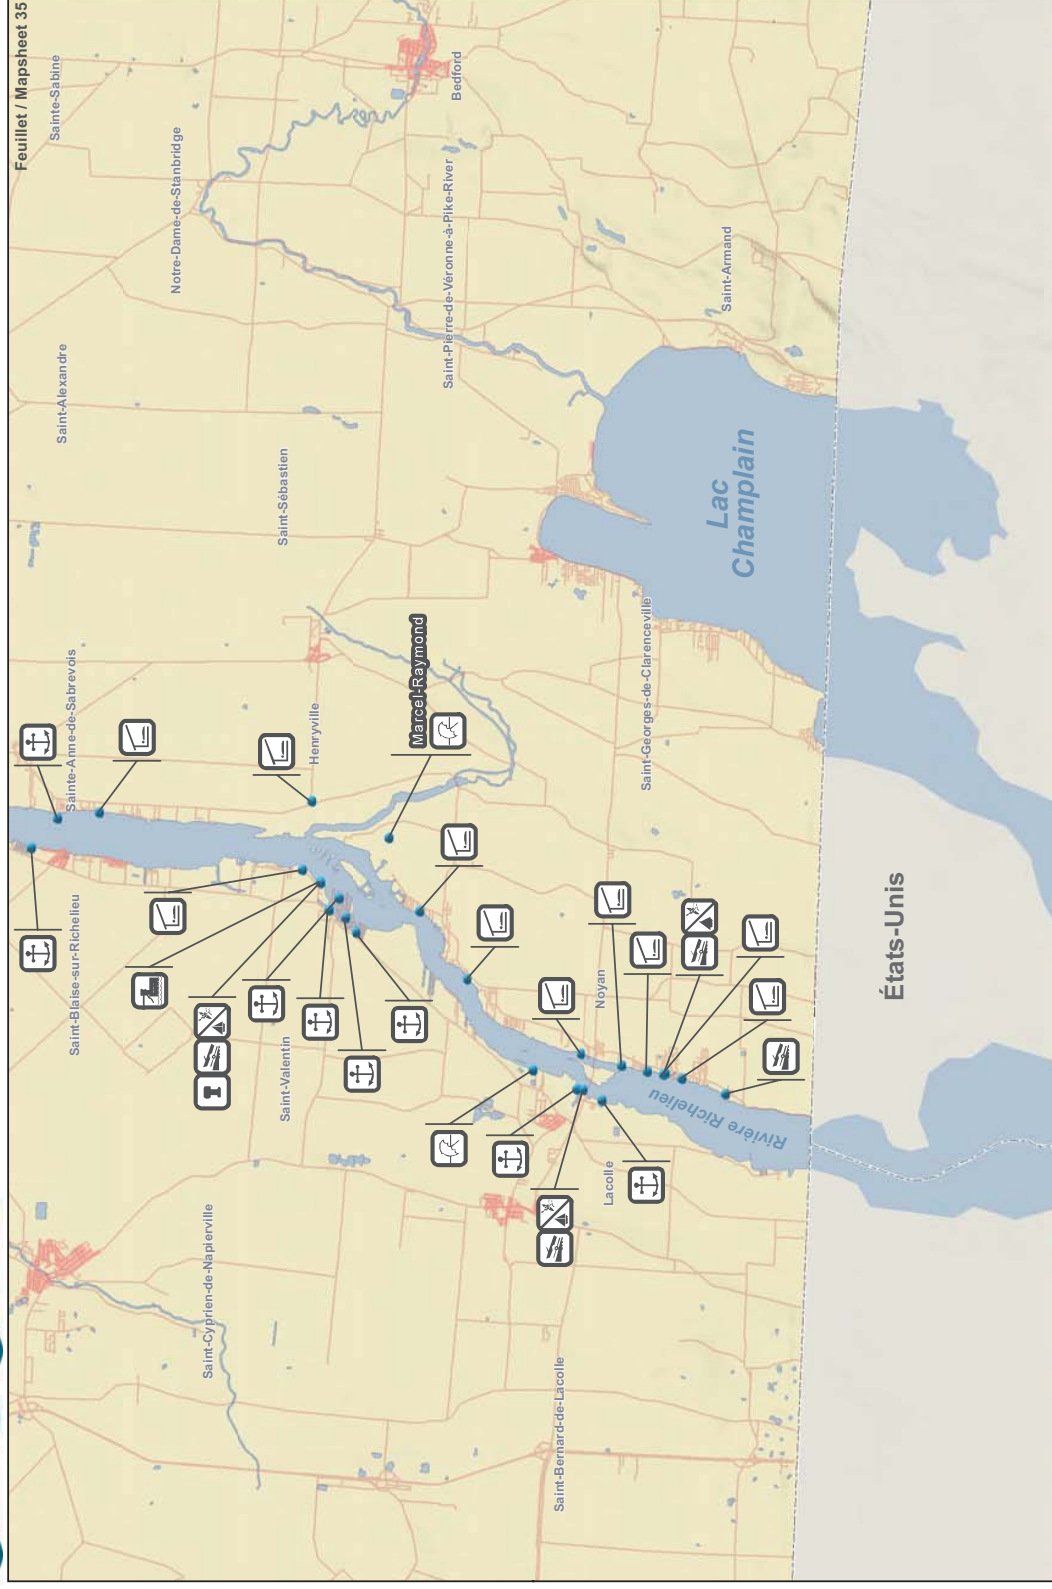 Feuillet / Mapsheet 35
Sainte-Sabine
Bedford
Notre-Dame-de-Stanbridge
Saint-Pierre-de-Véronne-à-Pike-River
Saint-Armand
Saint-Alexandre
Saint-Sébastien
Lac
Champlain
Sainte-Anne-de-Sabrevois
Henryville
Marcel-Raymond
Saint-Georges-de-Clarenceville
Saint-Blaise-sur-Richelieu
Saint-Valentin
Noyan
États-Unis
Rivière Richelieu
Lacolle
Saint-Cyprien-de-Napierville
Saint-Bernard-de-Lacolle